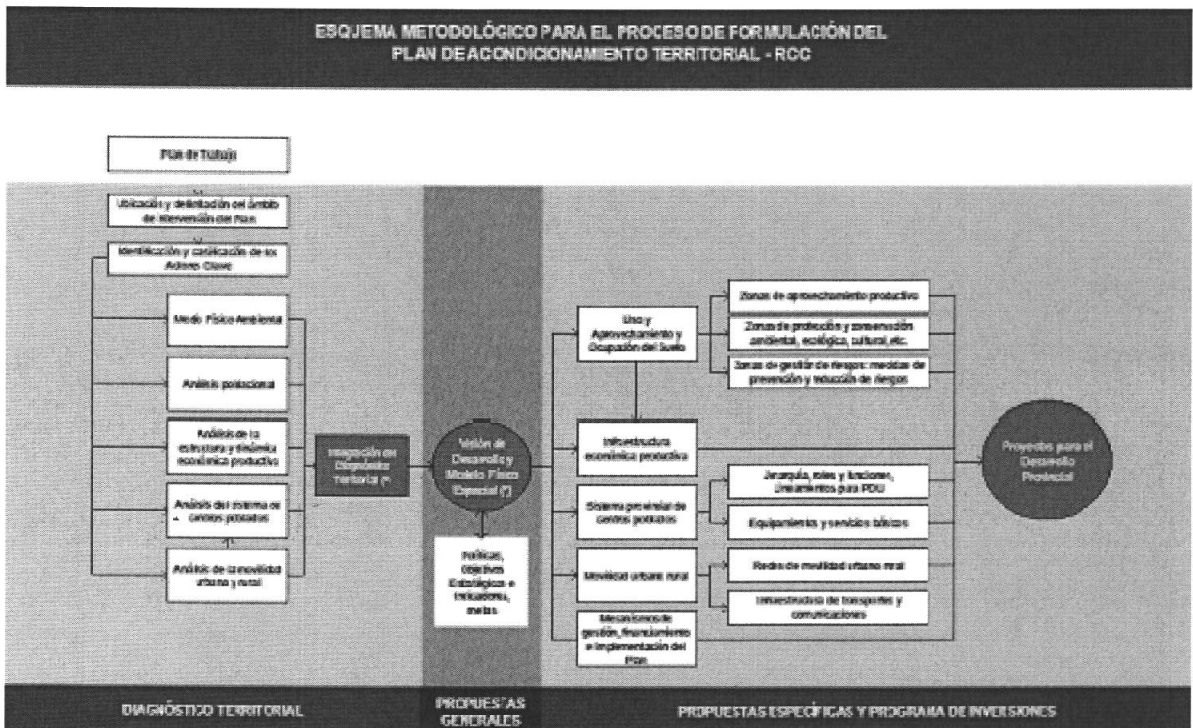 ESQUEMA METODOLÓGICO PARA EL PROCESO DE FORMULACIÓN DEL
PLAN DE ACONDICIONAMIENTO TERRITORIAL - RCC
Plan de Trabajo
Ubicación y delimitación del ámbito
de intervención del Plan
Identificación y clasificación de los
Actores Clave
Medio Físico Ambiental
Análisis poblacional
Análisis de la
estructura y dinámica
económica productiva
Análisis del sistema de
centros poblados
Análisis de la movilidad
urbano y rural
Integración del
Diagnóstico
Territorial (*)
Visión de
Desarrollo y
Modelo Físico
Espacial (*)
Políticas,
Objetivos
Estratégicos e
Indicadores,
metas
Uso y
Aprovechamiento y
Ocupación del Suelo
Zonas de aprovechamiento productivo
Zonas de protección y conservación
ambiental, ecológica, cultural, etc.
Zonas de gestión de riesgos: medidas de
prevención y reducción de riesgos
Infraestructura
económica productiva
Sistema provincial de
centros poblados
Jerarquía, roles y funciones,
Lineamientos para PDU
Equipamientos y servicios básicos
Movilidad urbano rural
Redes de movilidad urbano rural
Infraestructura de transportes y
comunicaciones
Mecanismos de
gestión, financiamiento
e implementación del
Plan
Proyectos para el
Desarrollo
Provincial
DIAGNÓSTICO TERRITORIAL
PROPUESTAS
GENERALES
PROPUESTAS ESPECÍFICAS Y PROGRAMA DE INVERSIONES